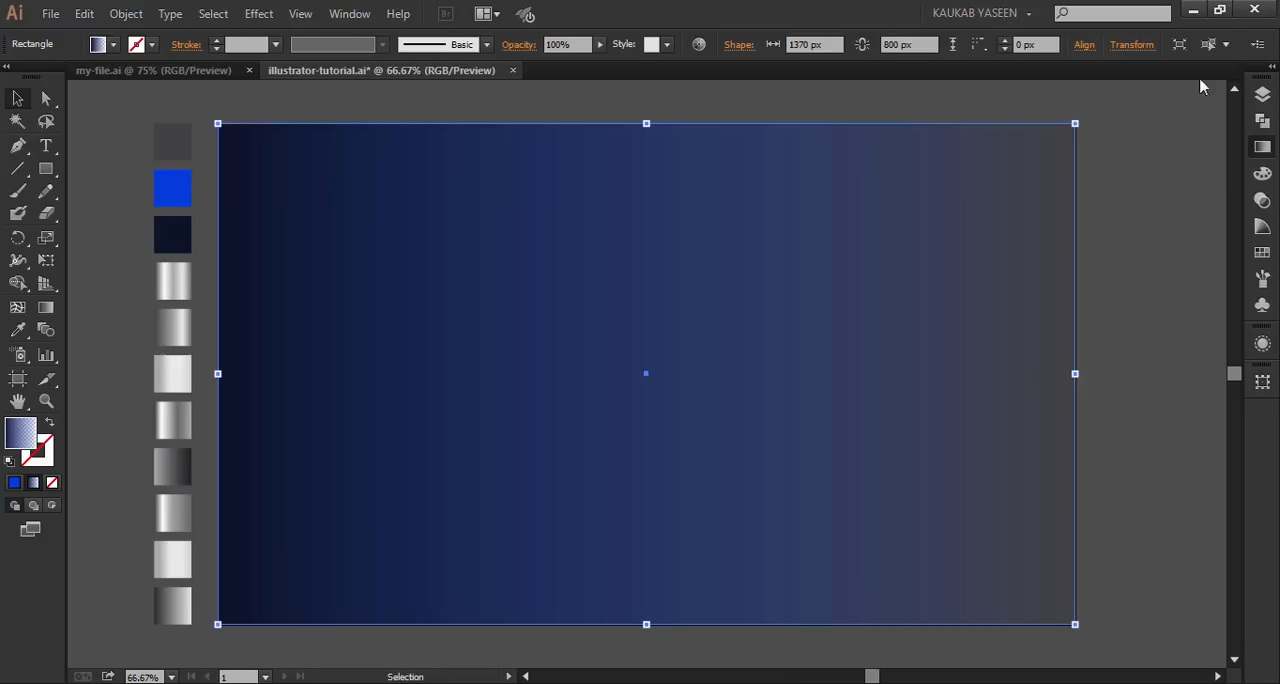 Ai File Edit Object Type Select Effect View Window Help Br KAUKAB YASEEN
Rectangle Stroke: Basic Opacity: 100% Style: Shape: 1370 px 800 px 0 px Align Transform
my-file.ai @ 75% (RGB/Preview) × illustrator-tutorial.ai* @ 66.67% (RGB/Preview) ×
T
66.67% 1 Selection